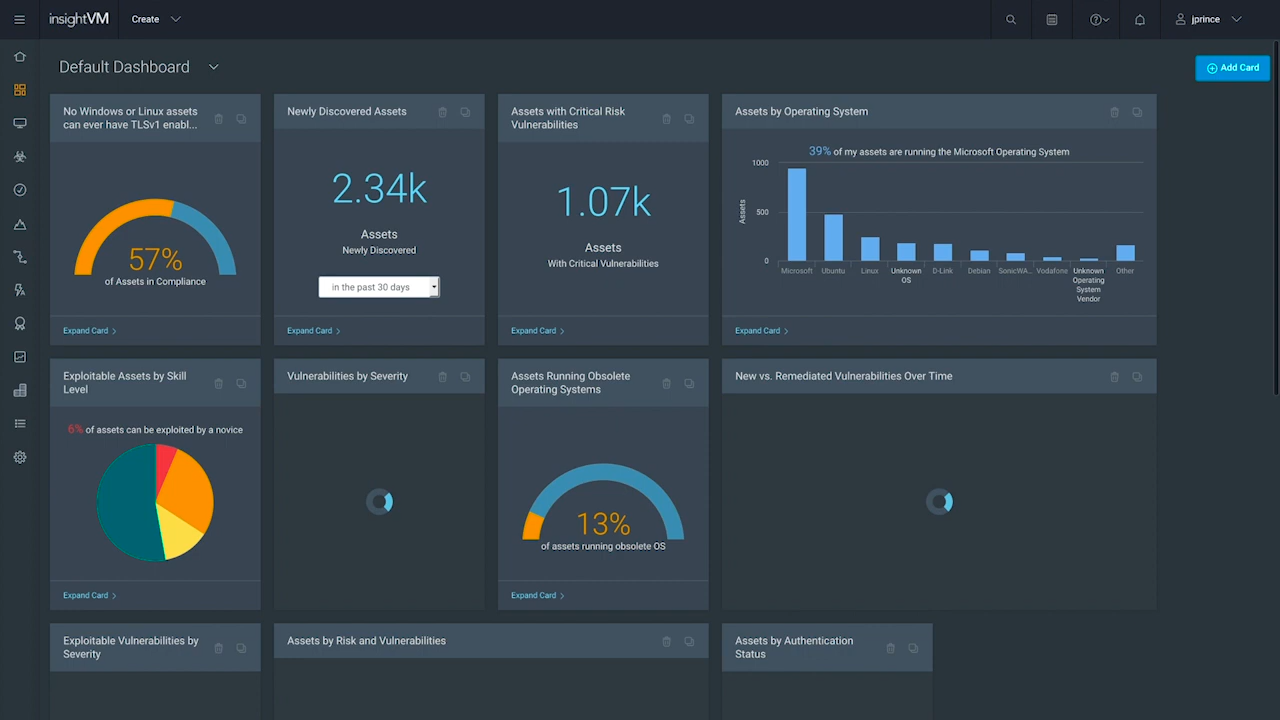 insightVM
Create
jprince
Default Dashboard
Add Card
No Windows or Linux assets
can ever have TLSv1 enabl...
57%
of Assets in Compliance
Expand Card
Newly Discovered Assets
2.34k
Assets
Newly Discovered
in the past 30 days
Expand Card
Assets with Critical Risk
Vulnerabilities
1.07k
Assets
With Critical Vulnerabilities
Expand Card
Assets by Operating System
39% of my assets are running the Microsoft Operating System
1000
500
0
Assets
Microsoft
Ubuntu
Linux
Unknown
OS
D-Link
Debian
SonicWA...
Vodafone
Unknown
Operating
System
Vendor
Other
Expand Card
Exploitable Assets by Skill
Level
6% of assets can be exploited by a novice
Expand Card
Vulnerabilities by Severity
Assets Running Obsolete
Operating Systems
13%
of assets running obsolete OS
Expand Card
New vs. Remediated Vulnerabilities Over Time
Exploitable Vulnerabilities by
Severity
Assets by Risk and Vulnerabilities
Assets by Authentication
Status